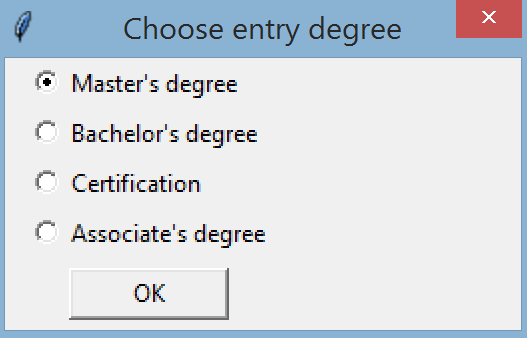 Choose entry degree
Master's degree
Bachelor's degree
Certification
Associate's degree
OK